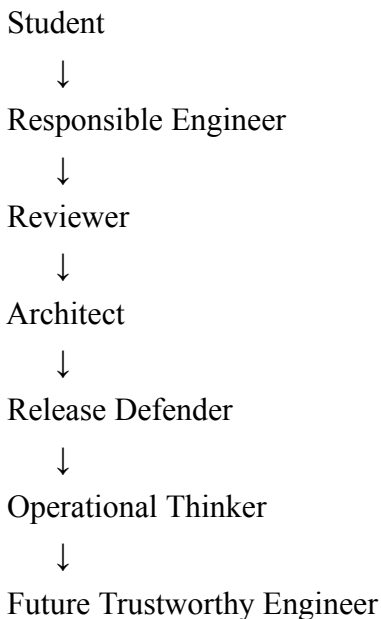 Student
↓
Responsible Engineer
↓
Reviewer
↓
Architect
↓
Release Defender
↓
Operational Thinker
↓
Future Trustworthy Engineer